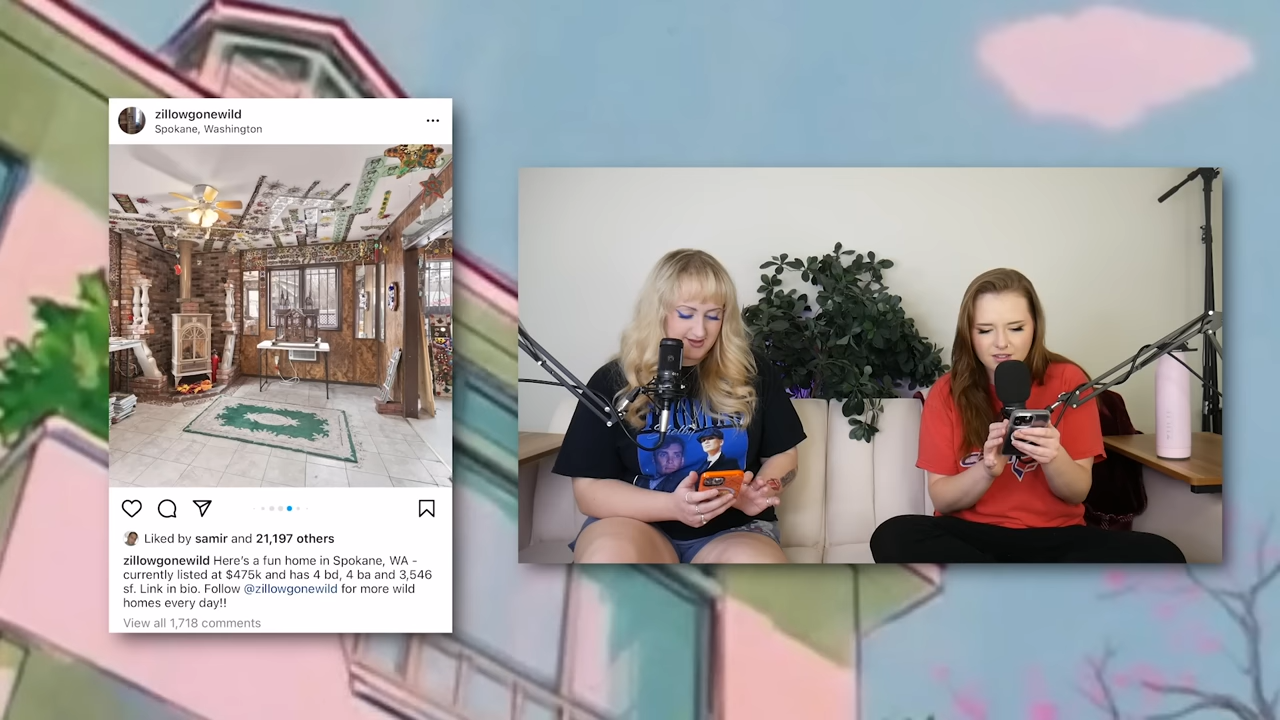 zillowgonewild
Spokane, Washington
Liked by samir and 21,197 others
zillowgonewild Here's a fun home in Spokane, WA -
currently listed at $475k and has 4 bd, 4 ba and 3,546
sf. Link in bio. Follow @zillowgonewild for more wild
homes every day!!
View all 1,718 comments